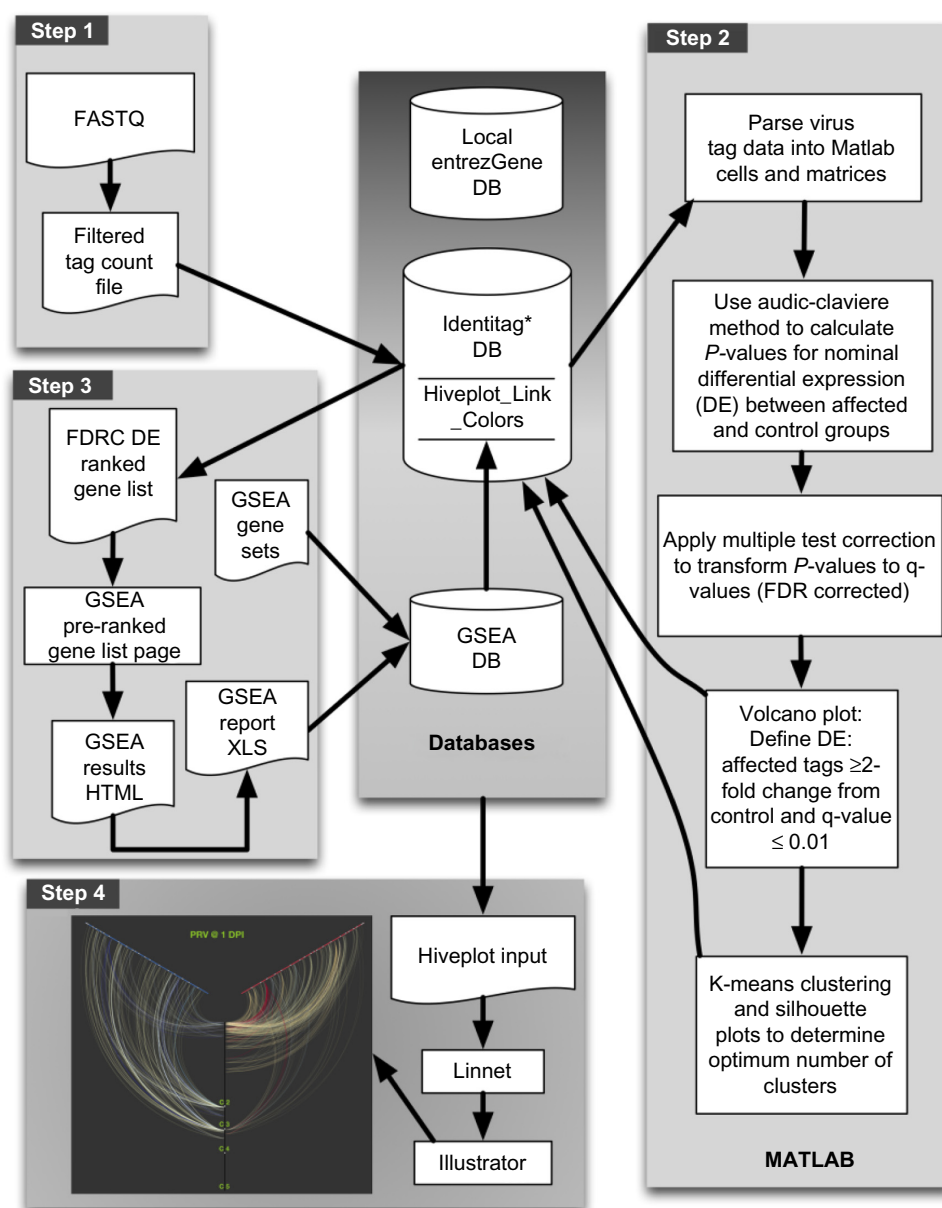 Step 1
FASTQ
Filtered
tag count
file
Step 2
Parse virus
tag data into Matlab
cells and matrices
Use audic-claviere
method to calculate
P-values for nominal
differential expression
(DE) between affected
and control groups
Apply multiple test correction
to transform P-values to q-
values (FDR corrected)
Volcano plot:
Define DE:
affected tags ≥2-
fold change from
control and q-value
≤ 0.01
K-means clustering
and silhouette
plots to determine
optimum number of
clusters
MATLAB
Local
entrezGene
DB
Identitag*
DB
Hiveplot_Link
_Colors
GSEA
DB
Databases
Step 3
FDRC DE
ranked
gene list
GSEA
gene
sets
GSEA
pre-ranked
gene list page
GSEA
results
HTML
GSEA
report
XLS
Step 4
PRV @ 1 DPI
C 2
C 3
C 4
C 5
Hiveplot input
Linnet
Illustrator